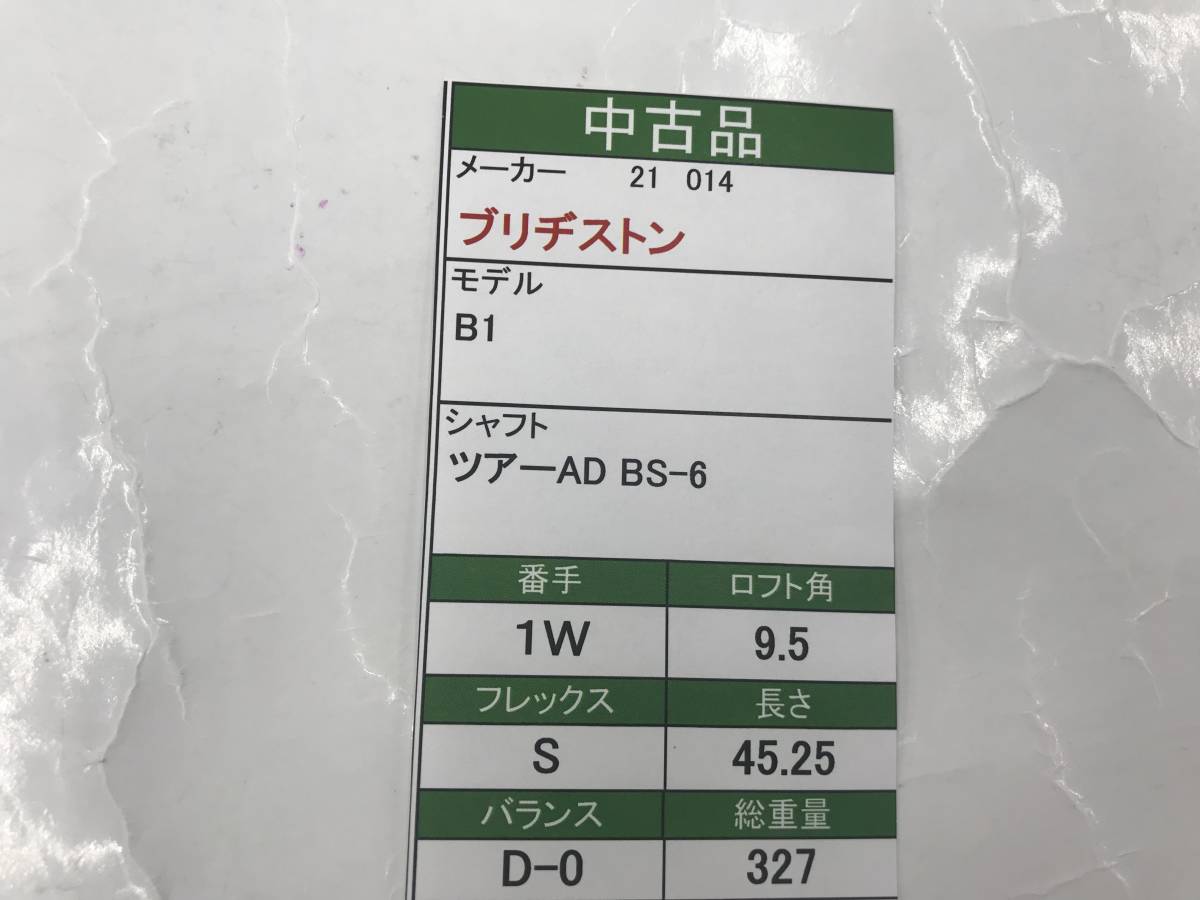 中古品
メーカー 21 014
ブリヂストン
モデル
B1
シャフト
ツアーAD BS-6
番手 ロフト角
1W 9.5
フレックス 長さ
S 45.25
バランス 総重量
D-0 327